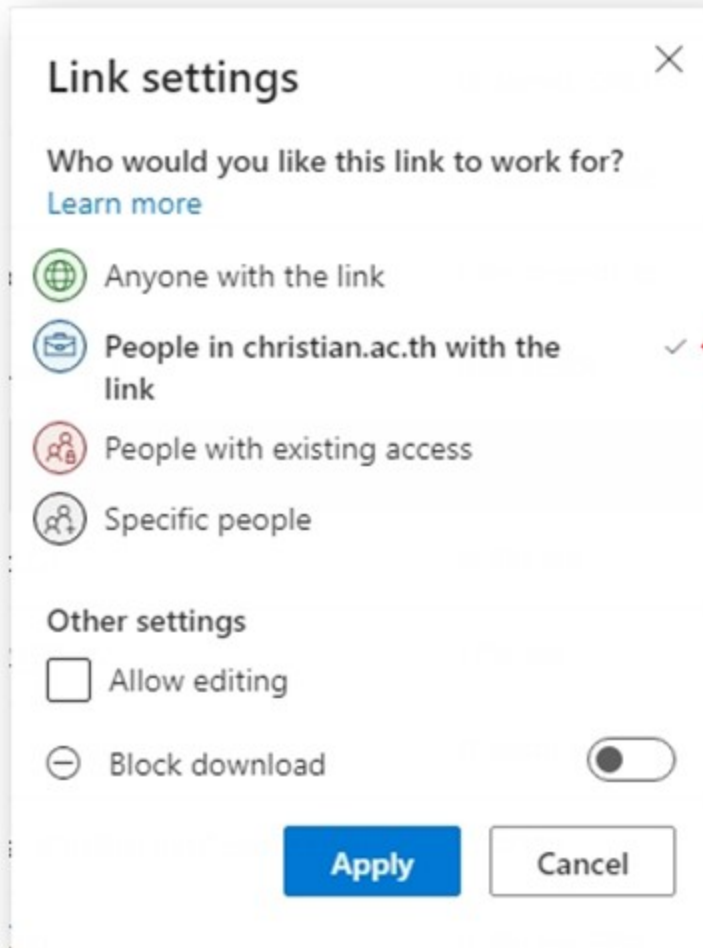 Link settings
Who would you like this link to work for?
Learn more
Anyone with the link
People in christian.ac.th with the
link
People with existing access
Specific people
Other settings
Allow editing
Block download
Apply
Cancel